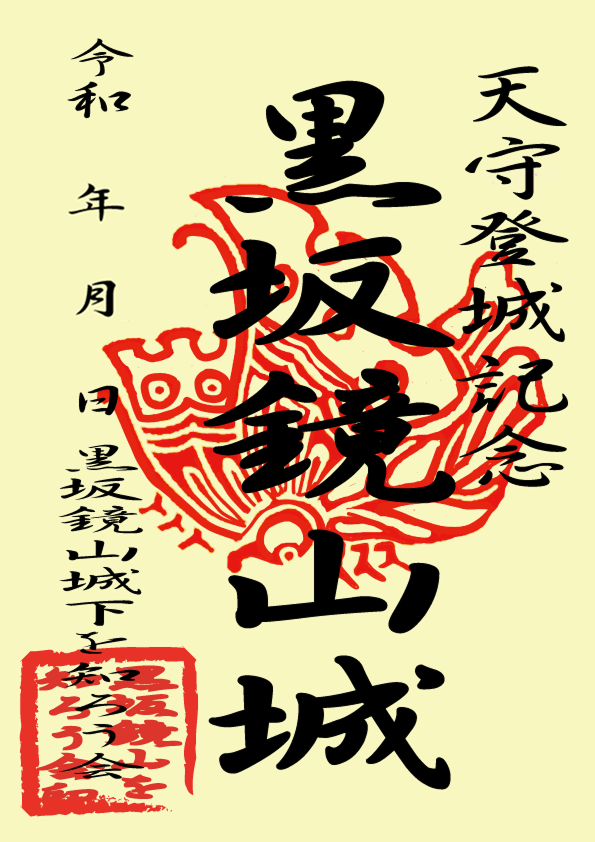 天守登城記念
黒坂鏡山城
令和　年　月　日
黒坂鏡山城下を知ろう会
黒坂鏡山を
知ろう会印